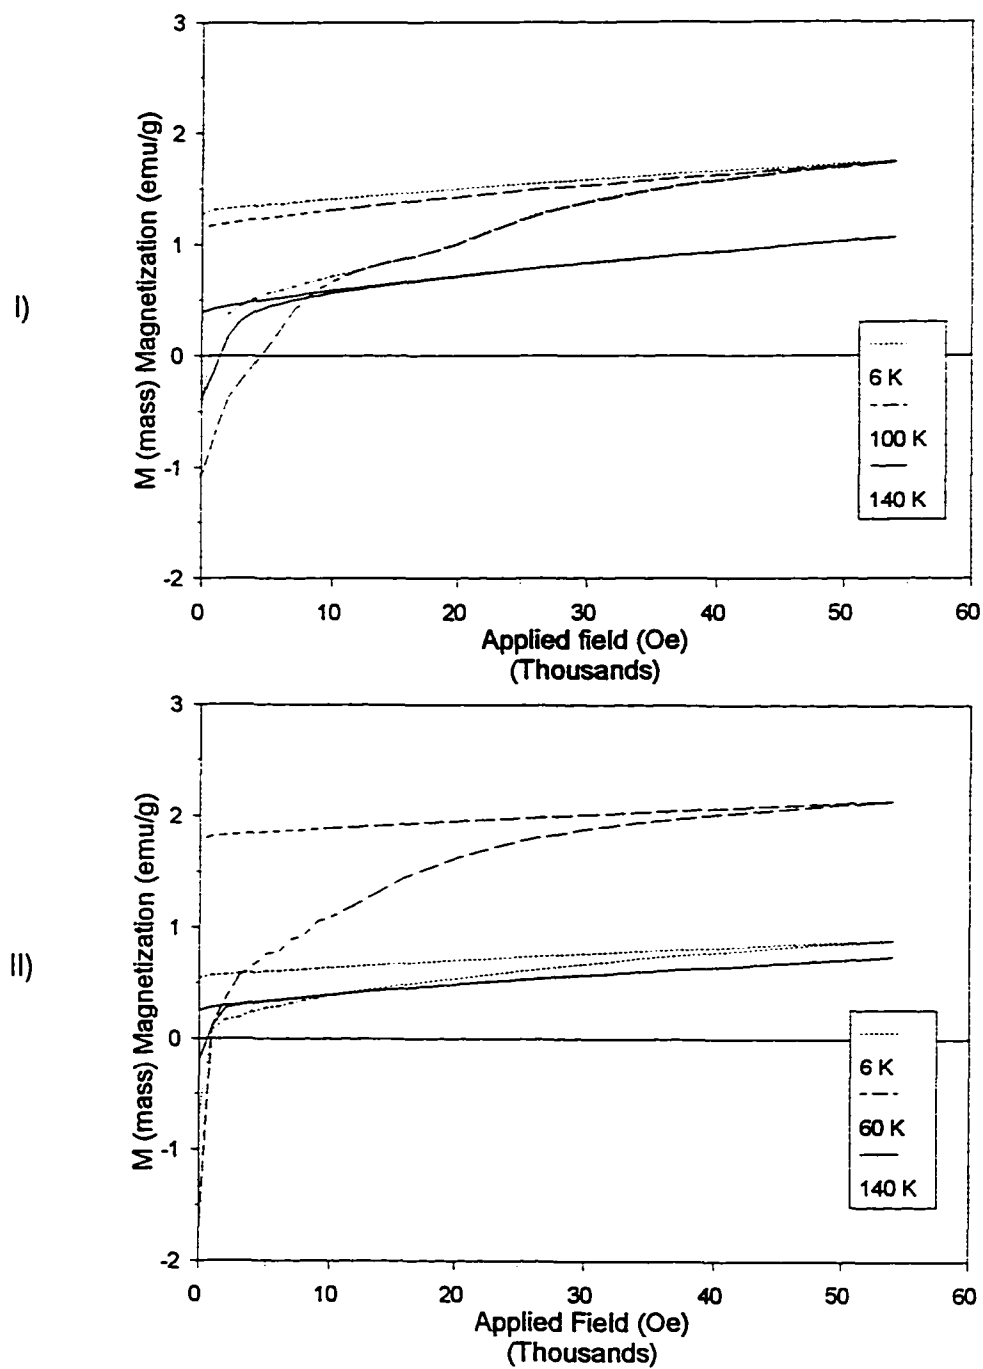 I)
M (mass) Magnetization (emu/g)
3
2
1
0
-1
-2
0 10 20 30 40 50 60
Applied field (Oe)
(Thousands)
6 K
100 K
140 K
II)
M (mass) Magnetization (emu/g)
3
2
1
0
-1
-2
0 10 20 30 40 50 60
Applied Field (Oe)
(Thousands)
6 K
60 K
140 K